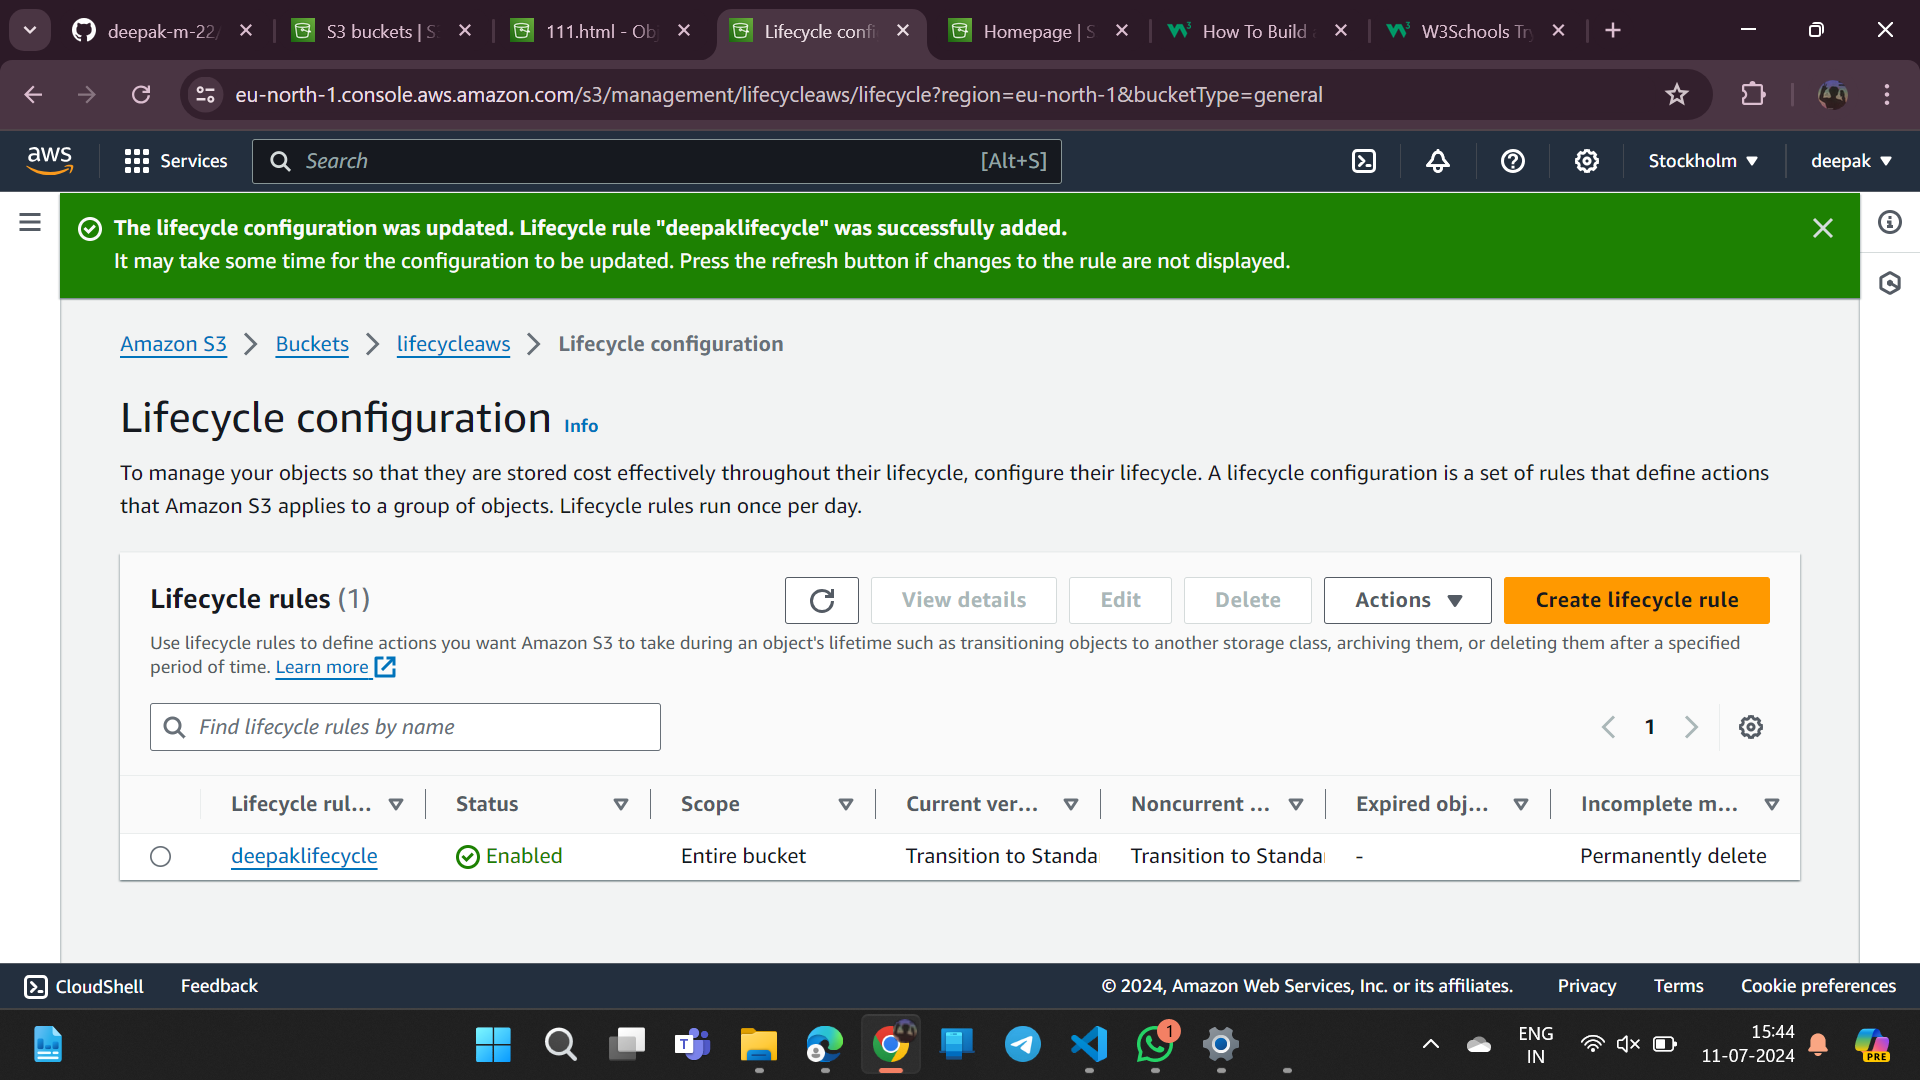 deepak-m-22/
S3 buckets | S
111.html - Ob
Lifecycle confi
Homepage | S
How To Build
W3Schools Try
eu-north-1.console.aws.amazon.com/s3/management/lifecycleaws/lifecycle?region=eu-north-1&bucketType=general
aws
Services
Search
[Alt+S]
Stockholm
deepak
The lifecycle configuration was updated. Lifecycle rule "deepaklifecycle" was successfully added.
It may take some time for the configuration to be updated. Press the refresh button if changes to the rule are not displayed.
Amazon S3 > Buckets > lifecycleaws > Lifecycle configuration
Lifecycle configuration Info
To manage your objects so that they are stored cost effectively throughout their lifecycle, configure their lifecycle. A lifecycle configuration is a set of rules that define actions
that Amazon S3 applies to a group of objects. Lifecycle rules run once per day.
Lifecycle rules (1)
View details
Edit
Delete
Actions
Create lifecycle rule
Use lifecycle rules to define actions you want Amazon S3 to take during an object's lifetime such as transitioning objects to another storage class, archiving them, or deleting them after a specified
period of time. Learn more
Find lifecycle rules by name
1
Lifecycle rul... Status Scope Current ver... Noncurrent ... Expired obj... Incomplete m...
deepaklifecycle Enabled Entire bucket Transition to Standa Transition to Standa - Permanently delete
CloudShell
Feedback
© 2024, Amazon Web Services, Inc. or its affiliates.
Privacy
Terms
Cookie preferences
1
ENG
IN
15:44
11-07-2024
PRE